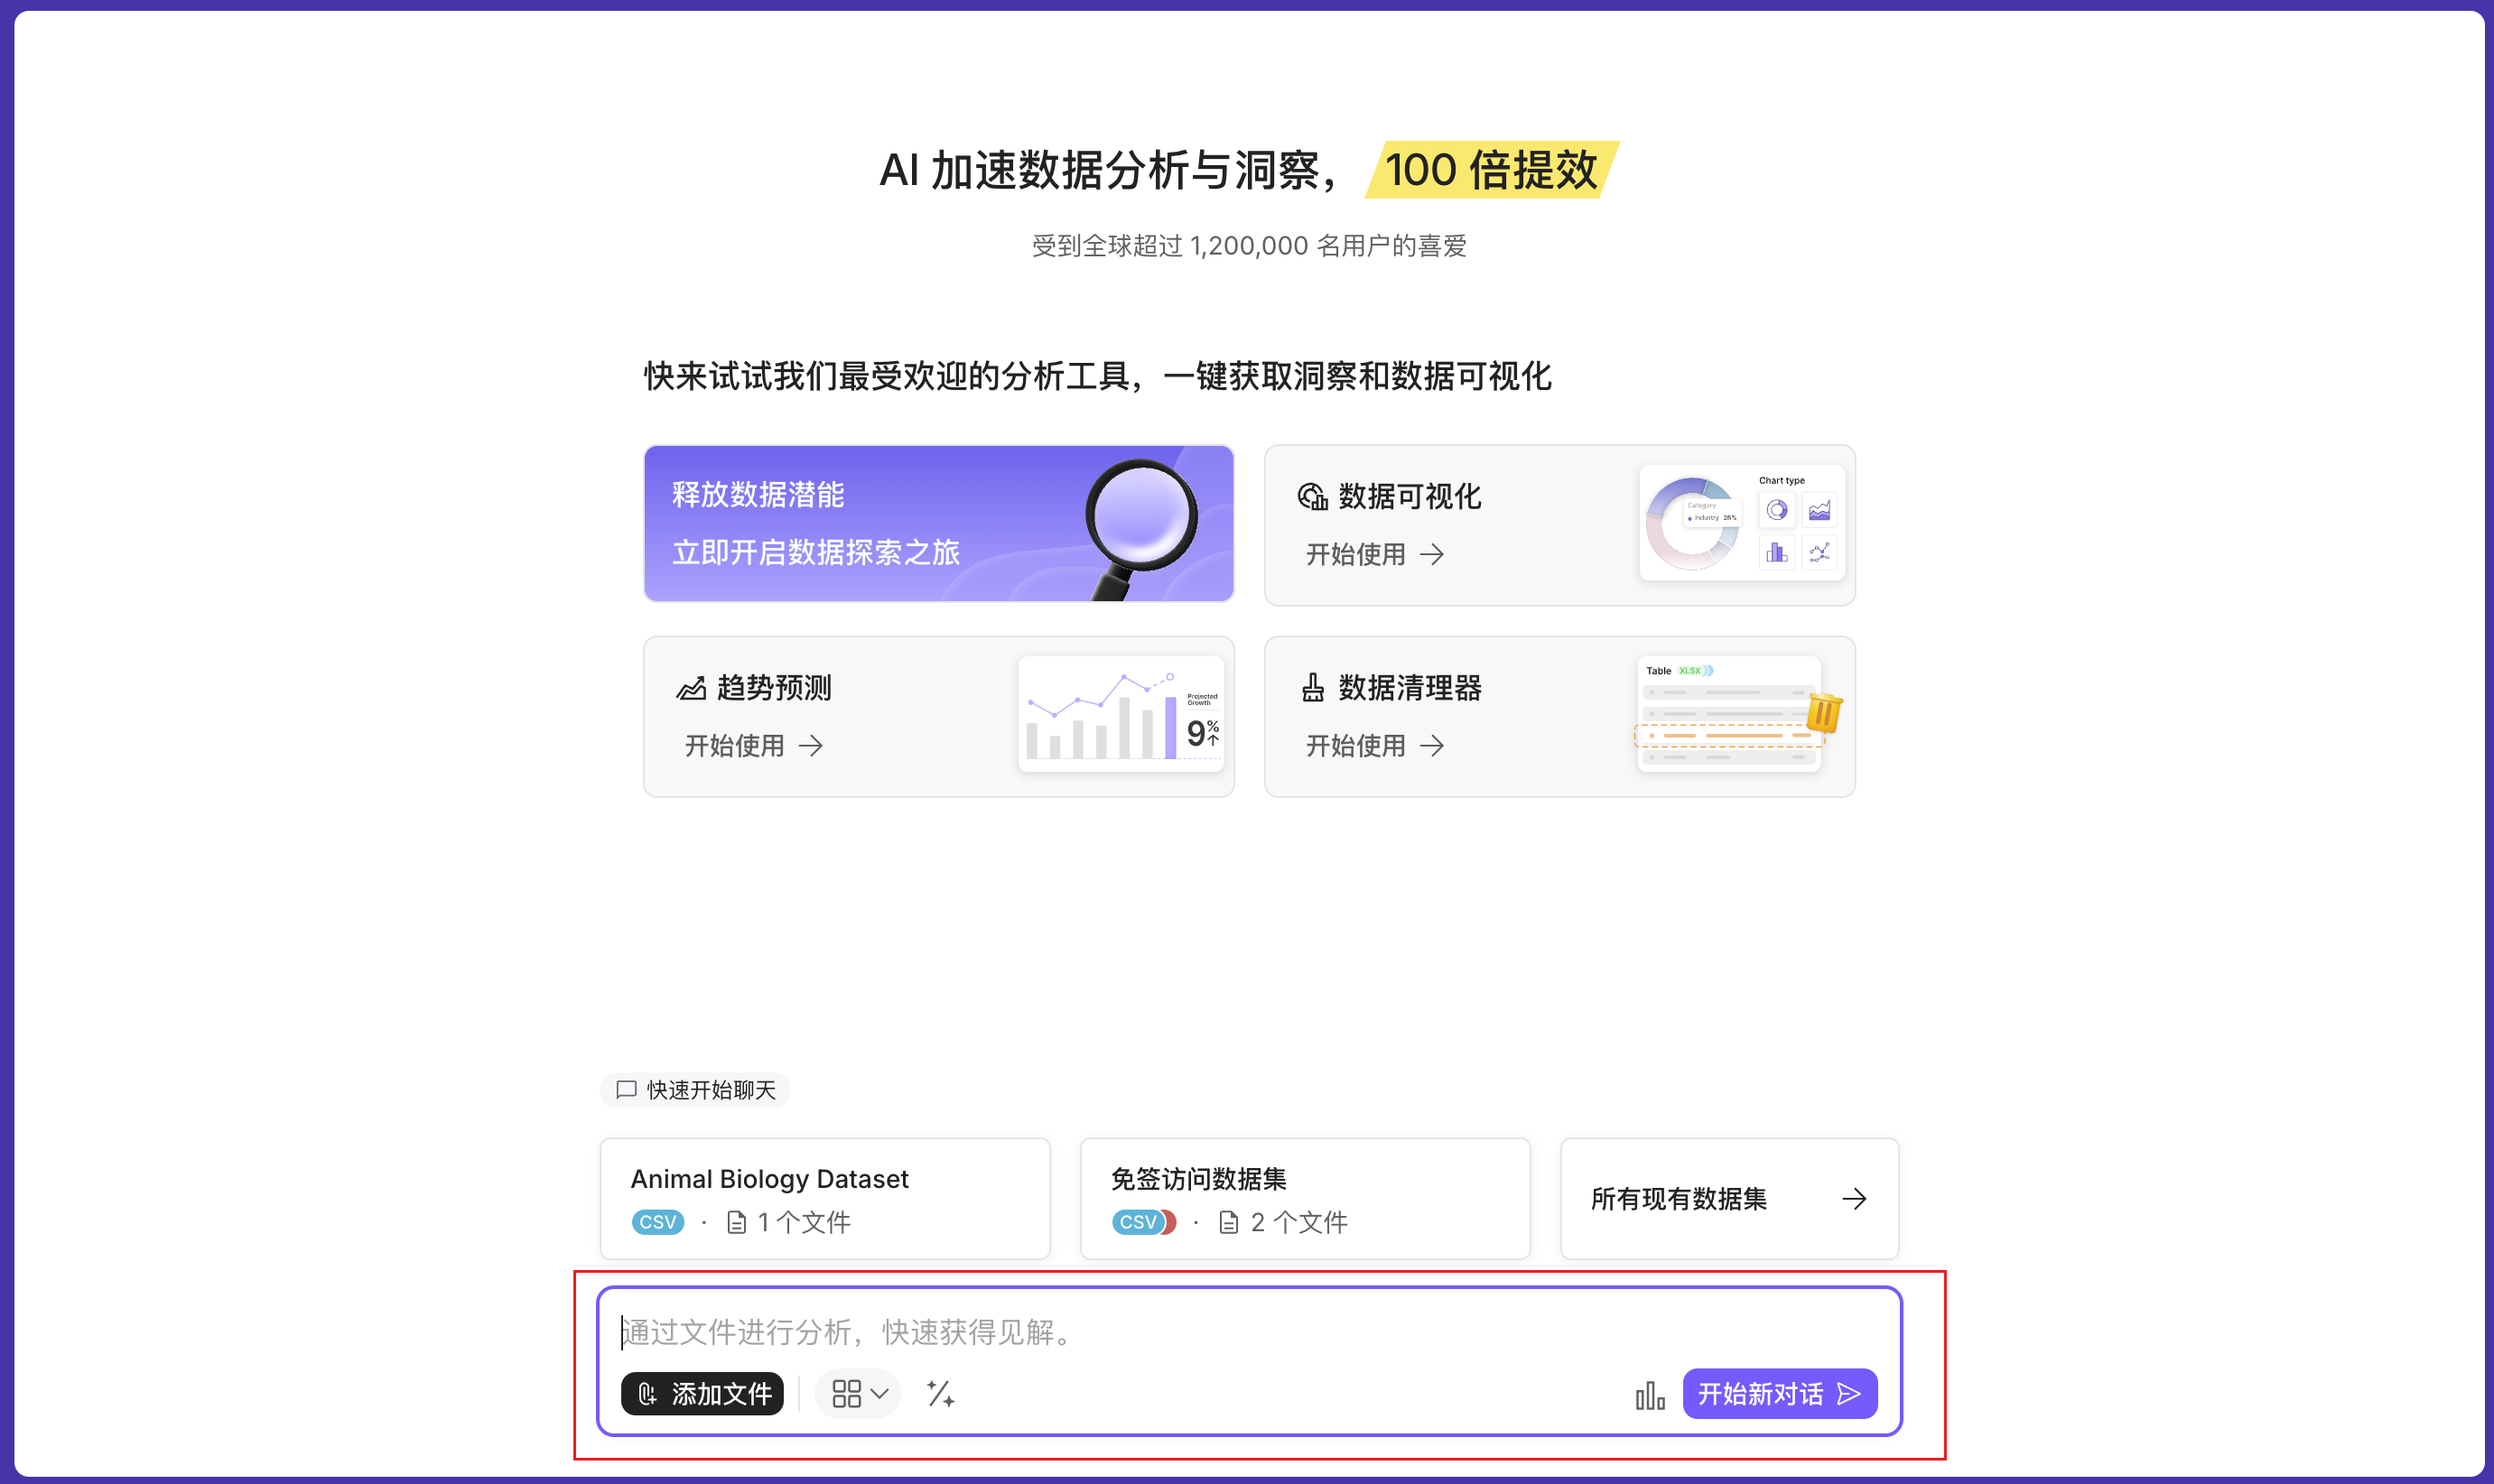 AI 加速数据分析与洞察， 100 倍提效
受到全球超过 1,200,000 名用户的喜爱
快来试试我们最受欢迎的分析工具，一键获取洞察和数据可视化
释放数据潜能
立即开启数据探索之旅
数据可视化
开始使用
Chart type
Category
Industry 28%
趋势预测
开始使用
Projected
Growth
9%
数据清理器
开始使用
Table XLSX
快速开始聊天
Animal Biology Dataset
CSV · 1 个文件
免签访问数据集
CSV · 2 个文件
所有现有数据集
通过文件进行分析，快速获得见解。
添加文件
开始新对话